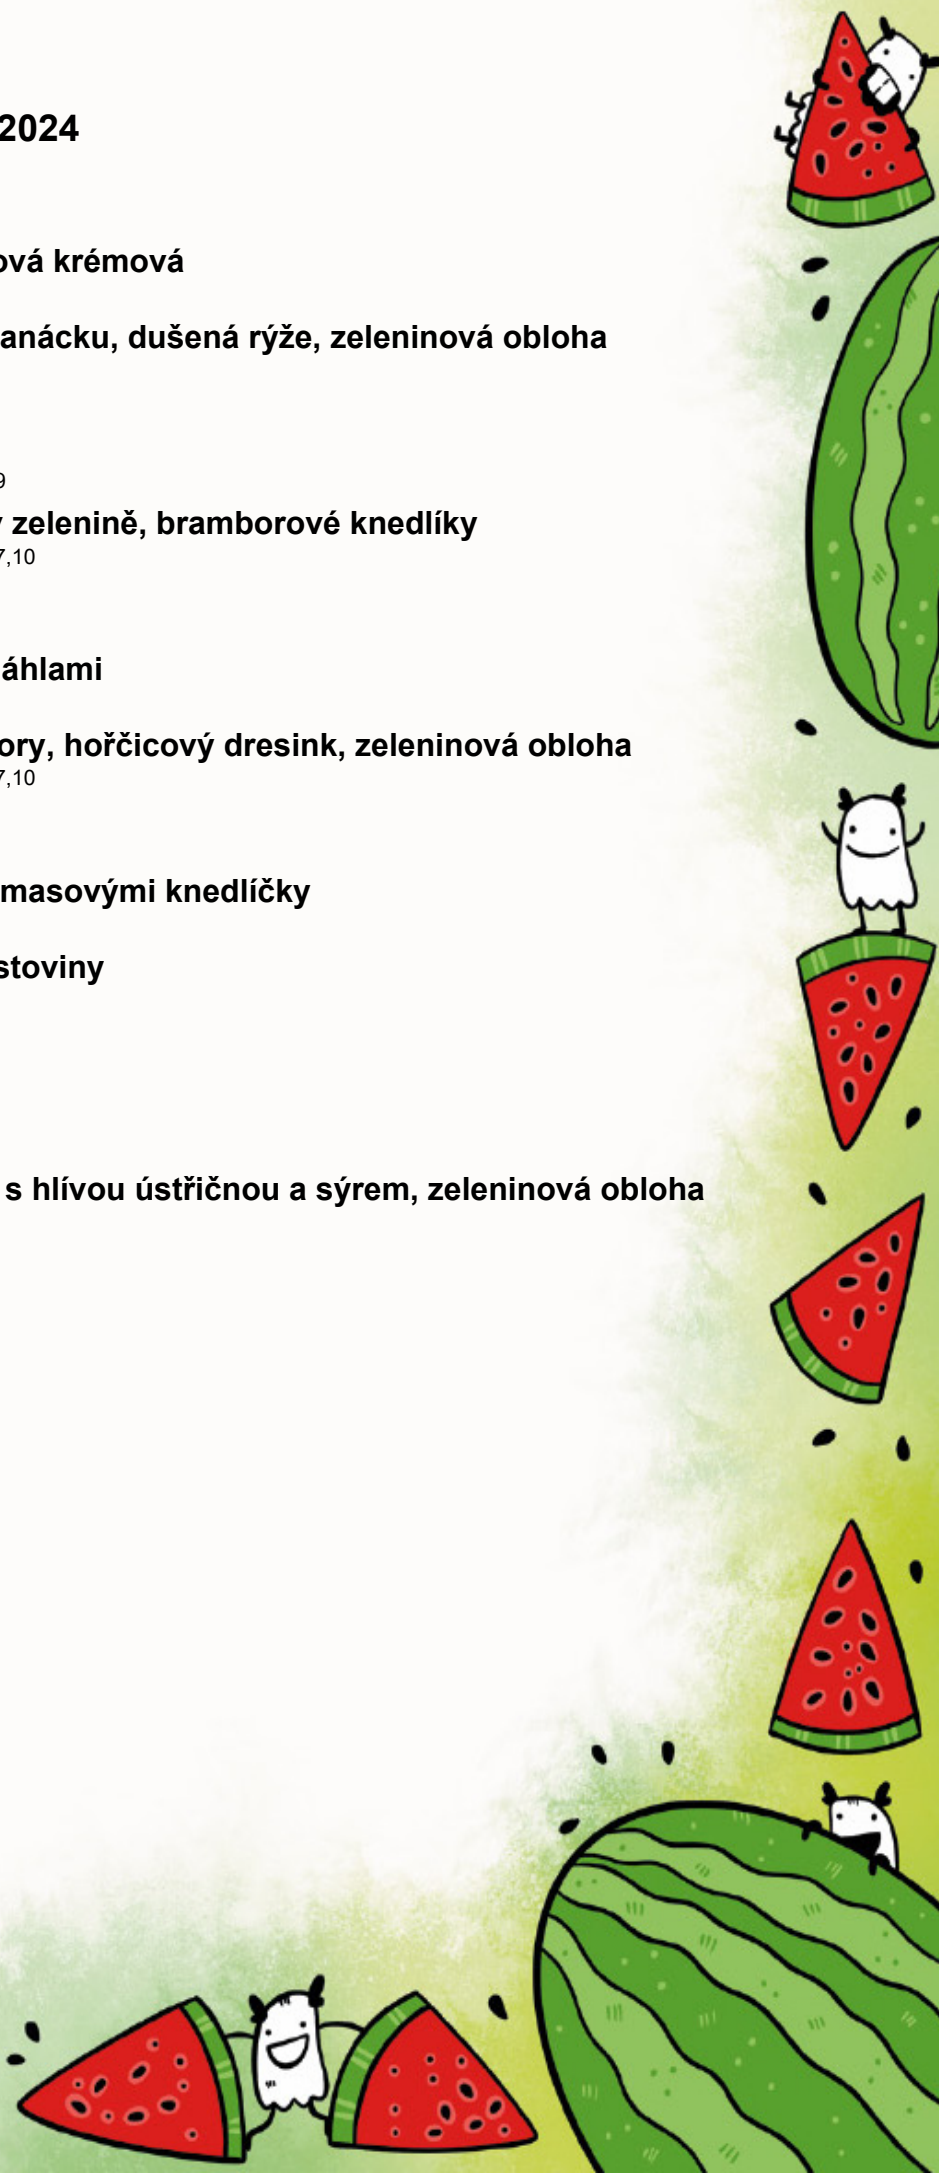 2024
ová krémová
anácku, dušená rýže, zeleninová obloha
9
zelenině, bramborové knedlíky
7,10
áhlami
ory, hořčicový dresink, zeleninová obloha
7,10
masovými knedlíčky
stoviny
s hlívou ústřičnou a sýrem, zeleninová obloha